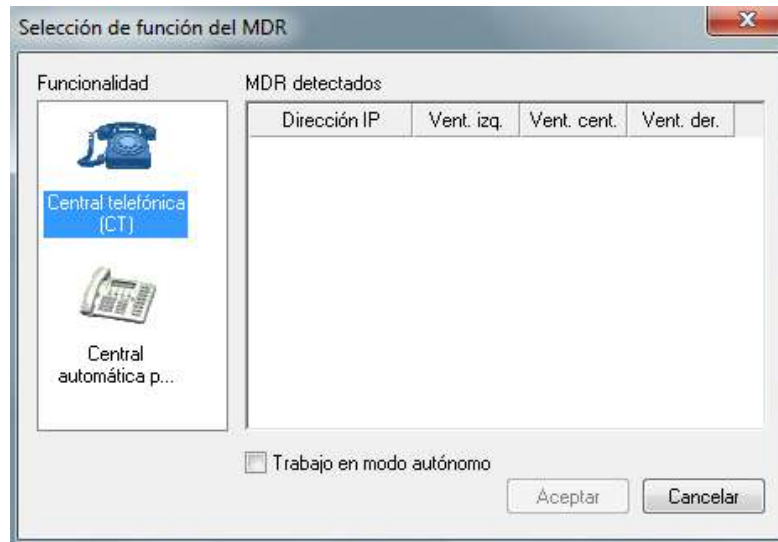 Selección de función del MDR
Funcionalidad
MDR detectados
Dirección IP
Vent. izq.
Vent. cent.
Vent. der.
Central telefónica
(CT)
Central
automática p...
Trabajo en modo autónomo
Aceptar
Cancelar